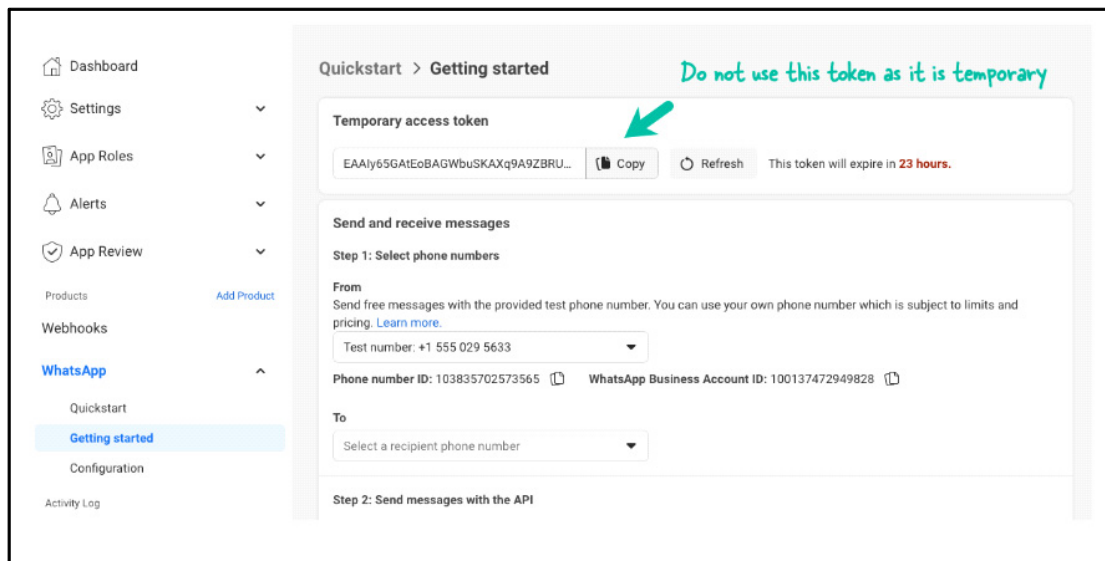 Dashboard
Settings
App Roles
Alerts
App Review
Products Add Product
Webhooks
WhatsApp
Quickstart
Getting started
Configuration
Activity Log
Quickstart > Getting started
Do not use this token as it is temporary
Temporary access token
EAAIy65GAtEoBAGWbuSKAXq9A9ZBRU... Copy Refresh This token will expire in 23 hours.
Send and receive messages
Step 1: Select phone numbers
From
Send free messages with the provided test phone number. You can use your own phone number which is subject to limits and
pricing. Learn more.
Test number: +1 555 029 5633
Phone number ID: 103835702573565 WhatsApp Business Account ID: 100137472949828
To
Select a recipient phone number
Step 2: Send messages with the API